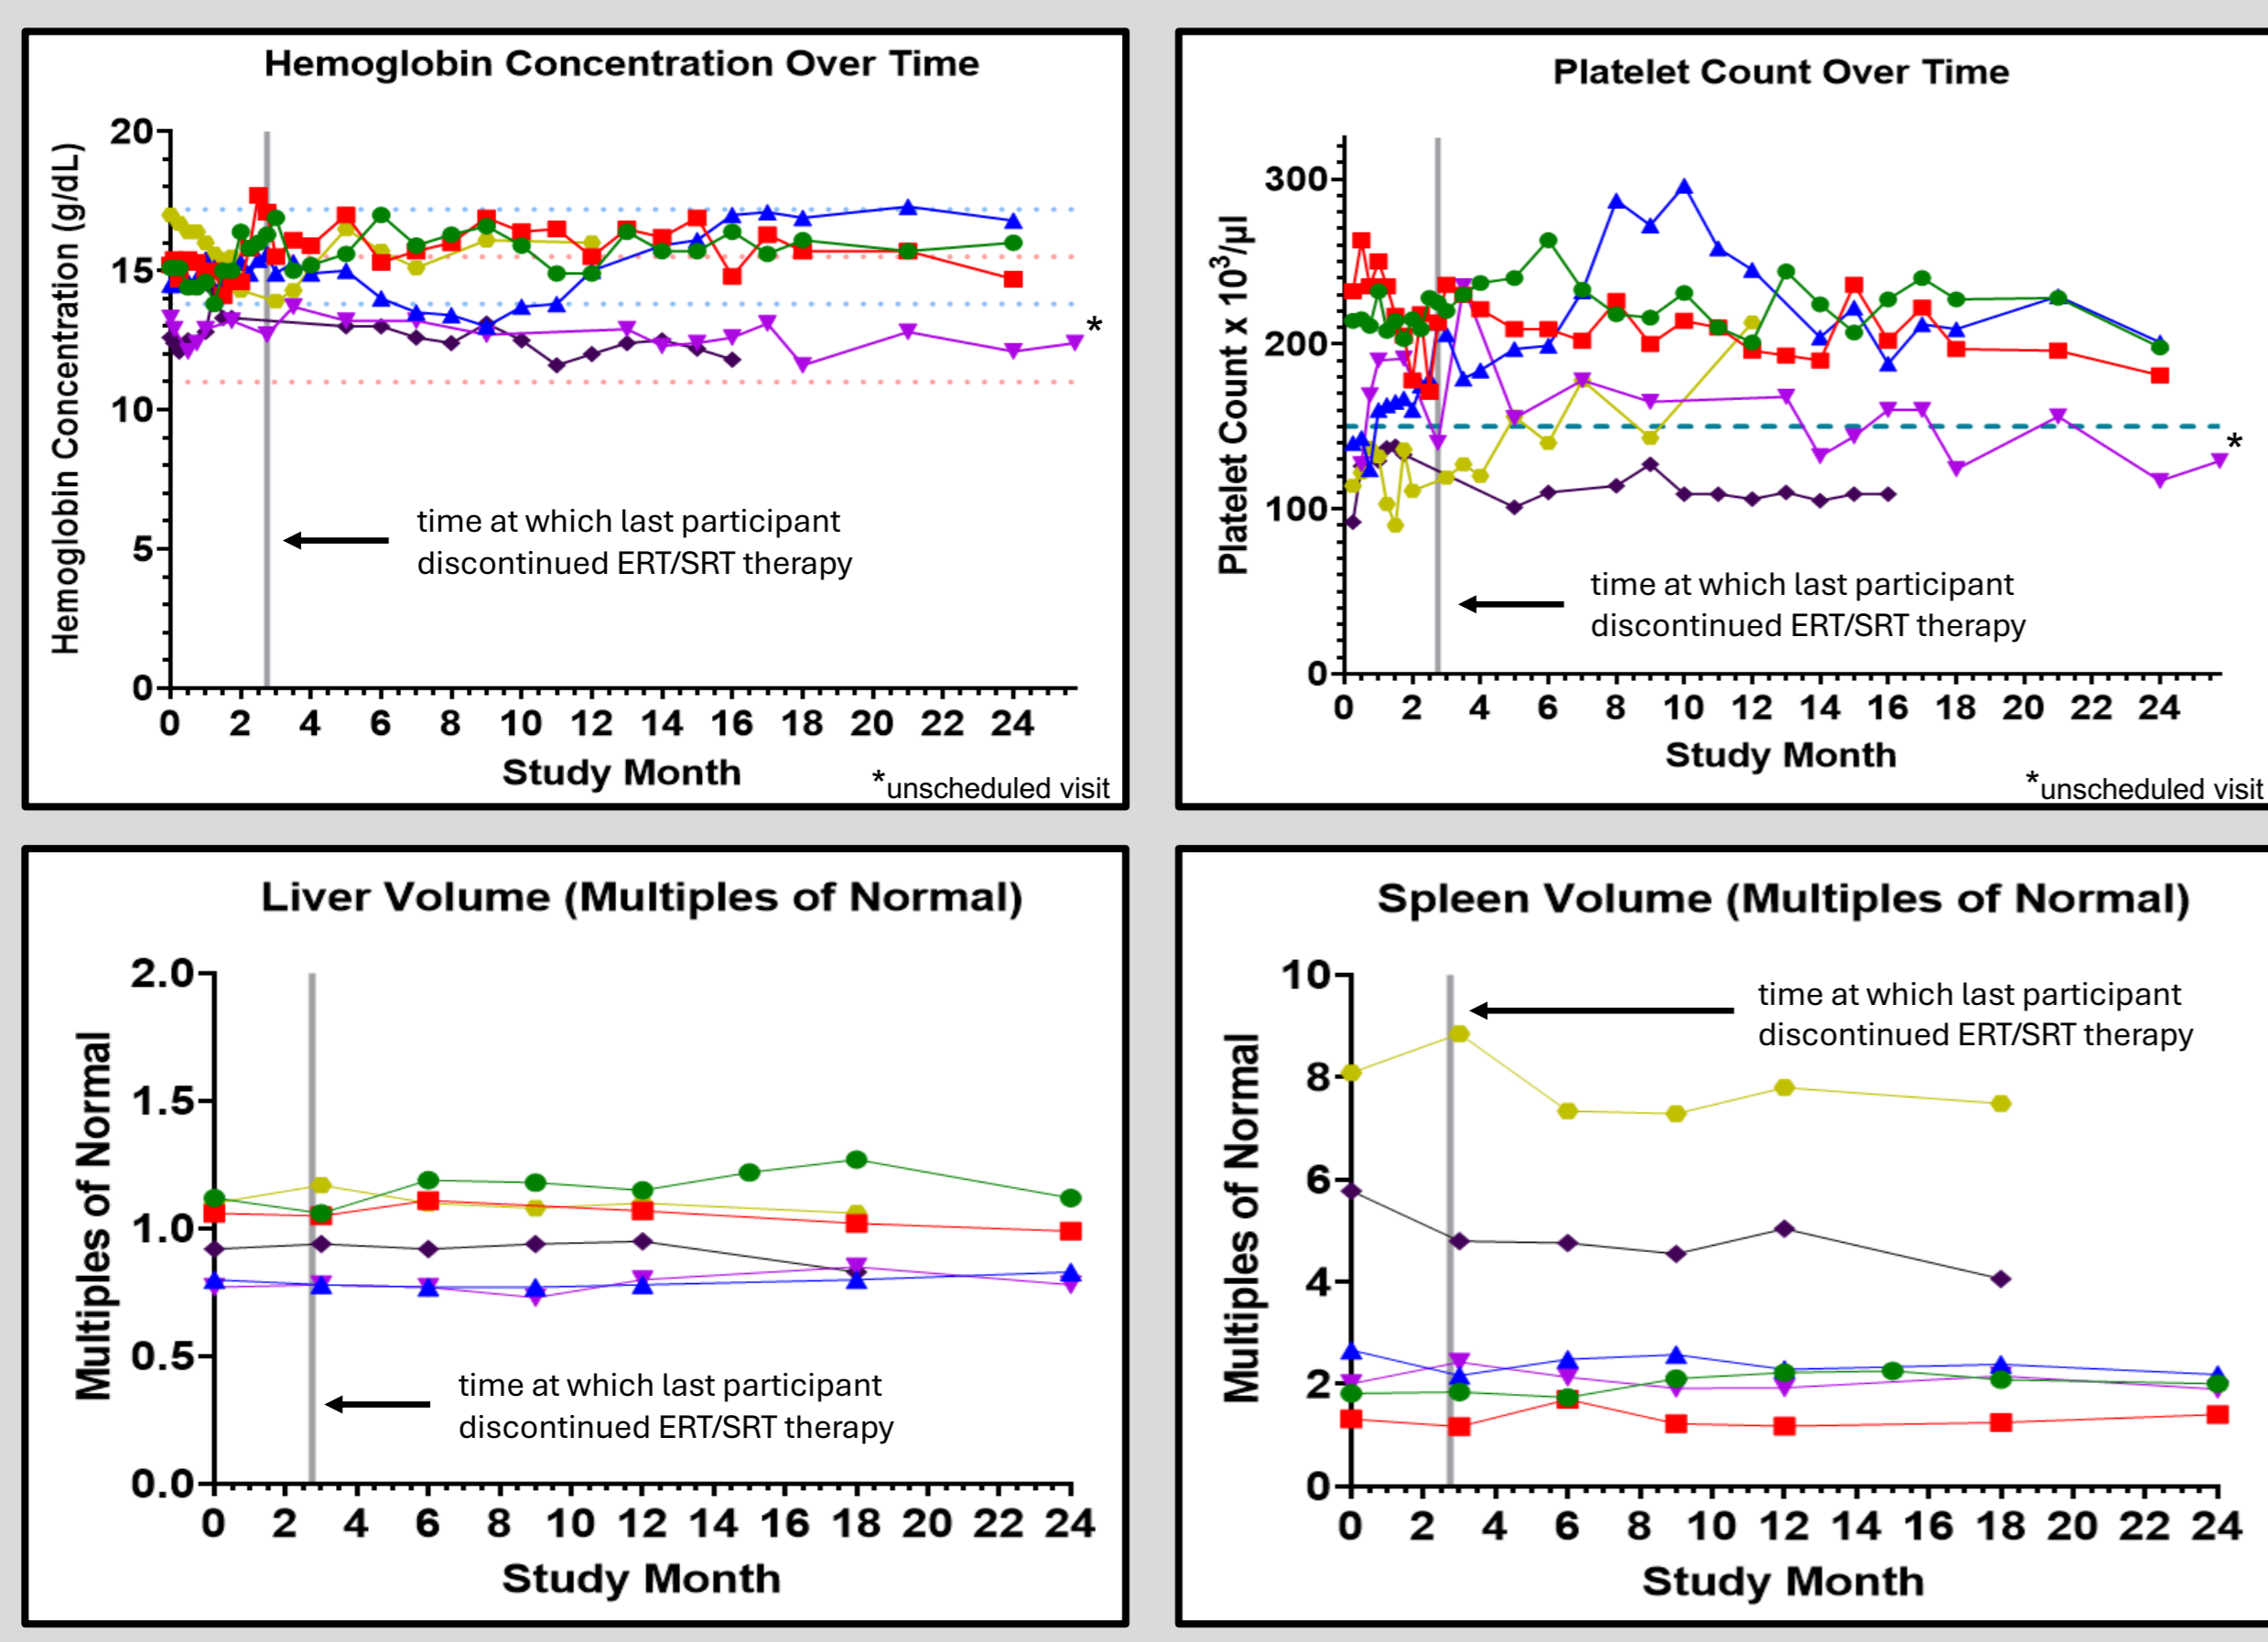 Hemoglobin Concentration Over Time
Hemoglobin Concentration (g/dL)
20
15
10
5
0
time at which last participant
discontinued ERT/SRT therapy
*
0 2 4 6 8 10 12 14 16 18 20 22 24
Study Month
*unscheduled visit
Platelet Count Over Time
Platelet Count x 10³/µl
300
200
100
0
time at which last participant
discontinued ERT/SRT therapy
*
0 2 4 6 8 10 12 14 16 18 20 22 24
Study Month
*unscheduled visit
Liver Volume (Multiples of Normal)
Multiples of Normal
2.0
1.5
1.0
0.5
0.0
time at which last participant
discontinued ERT/SRT therapy
0 2 4 6 8 10 12 14 16 18 20 22 24
Study Month
Spleen Volume (Multiples of Normal)
Multiples of Normal
10
8
6
4
2
0
time at which last participant
discontinued ERT/SRT therapy
0 2 4 6 8 10 12 14 16 18 20 22 24
Study Month